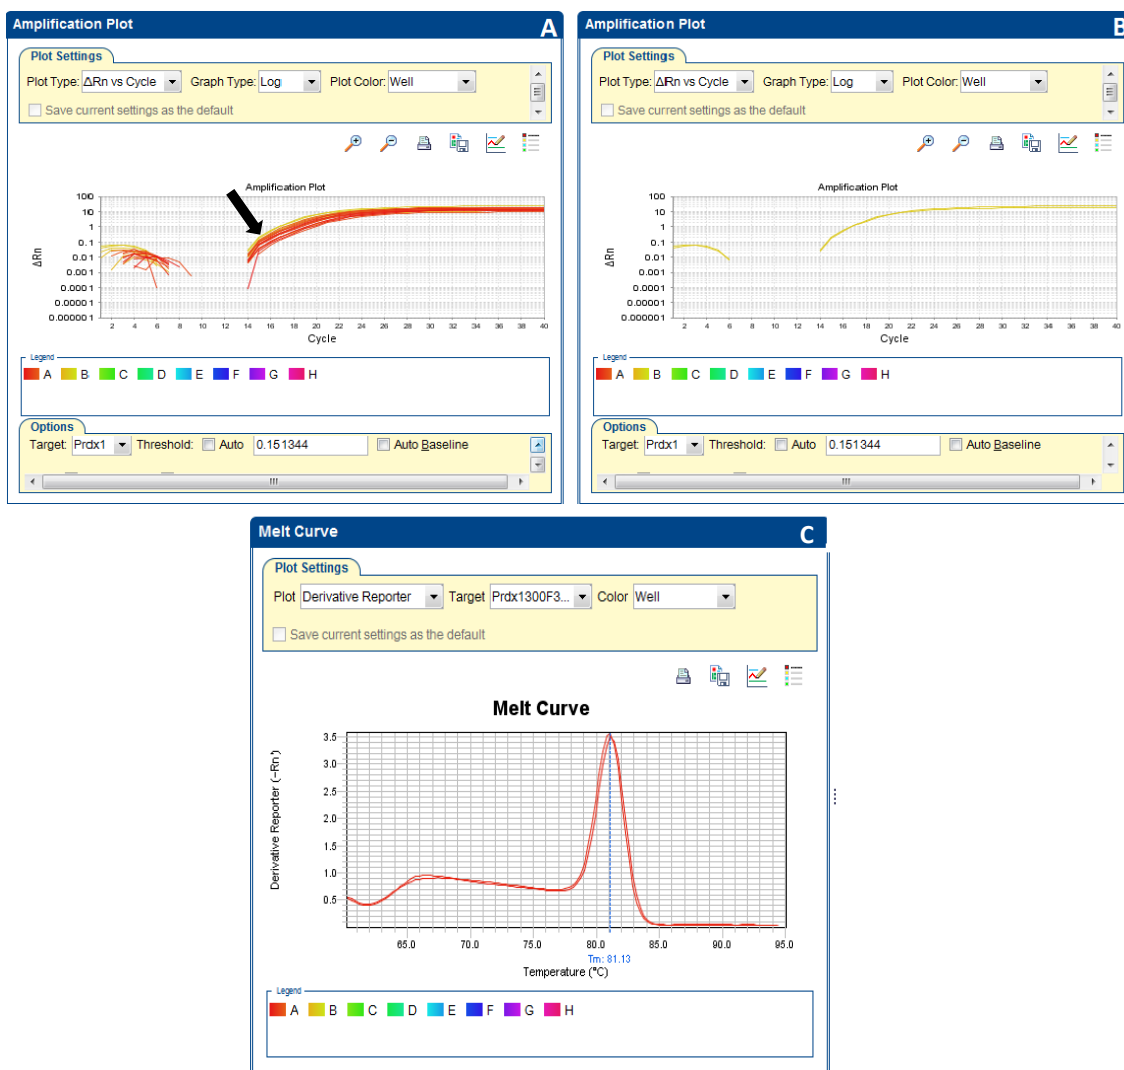 Amplification Plot A
Plot Settings
Plot Type: ΔRn vs Cycle Graph Type: Log Plot Color: Well
Save current settings as the default
Amplification Plot
100
10
1
0.1
0.01
0.001
0.0001
0.00001
0.000001
ΔRn
2 4 6 8 10 12 14 16 18 20 22 24 26 28 30 32 34 36 38 40
Cycle
Legend
A B C D E F G H
Options
Target: Prdx1 Threshold: Auto 0.151344 Auto Baseline
Amplification Plot B
Plot Settings
Plot Type: ΔRn vs Cycle Graph Type: Log Plot Color: Well
Save current settings as the default
Amplification Plot
100
10
1
0.1
0.01
0.001
0.0001
0.00001
0.000001
ΔRn
2 4 6 8 10 12 14 16 18 20 22 24 26 28 30 32 34 36 38 40
Cycle
Legend
A B C D E F G H
Options
Target: Prdx1 Threshold: Auto 0.151344 Auto Baseline
Melt Curve C
Plot Settings
Plot Derivative Reporter Target Prdx1300F3... Color Well
Save current settings as the default
Melt Curve
3.5
3.0
2.5
2.0
1.5
1.0
0.5
Derivative Reporter (-Rn')
65.0 70.0 75.0 80.0 85.0 90.0 95.0
Tm: 81.13
Temperature (°C)
Legend
A B C D E F G H